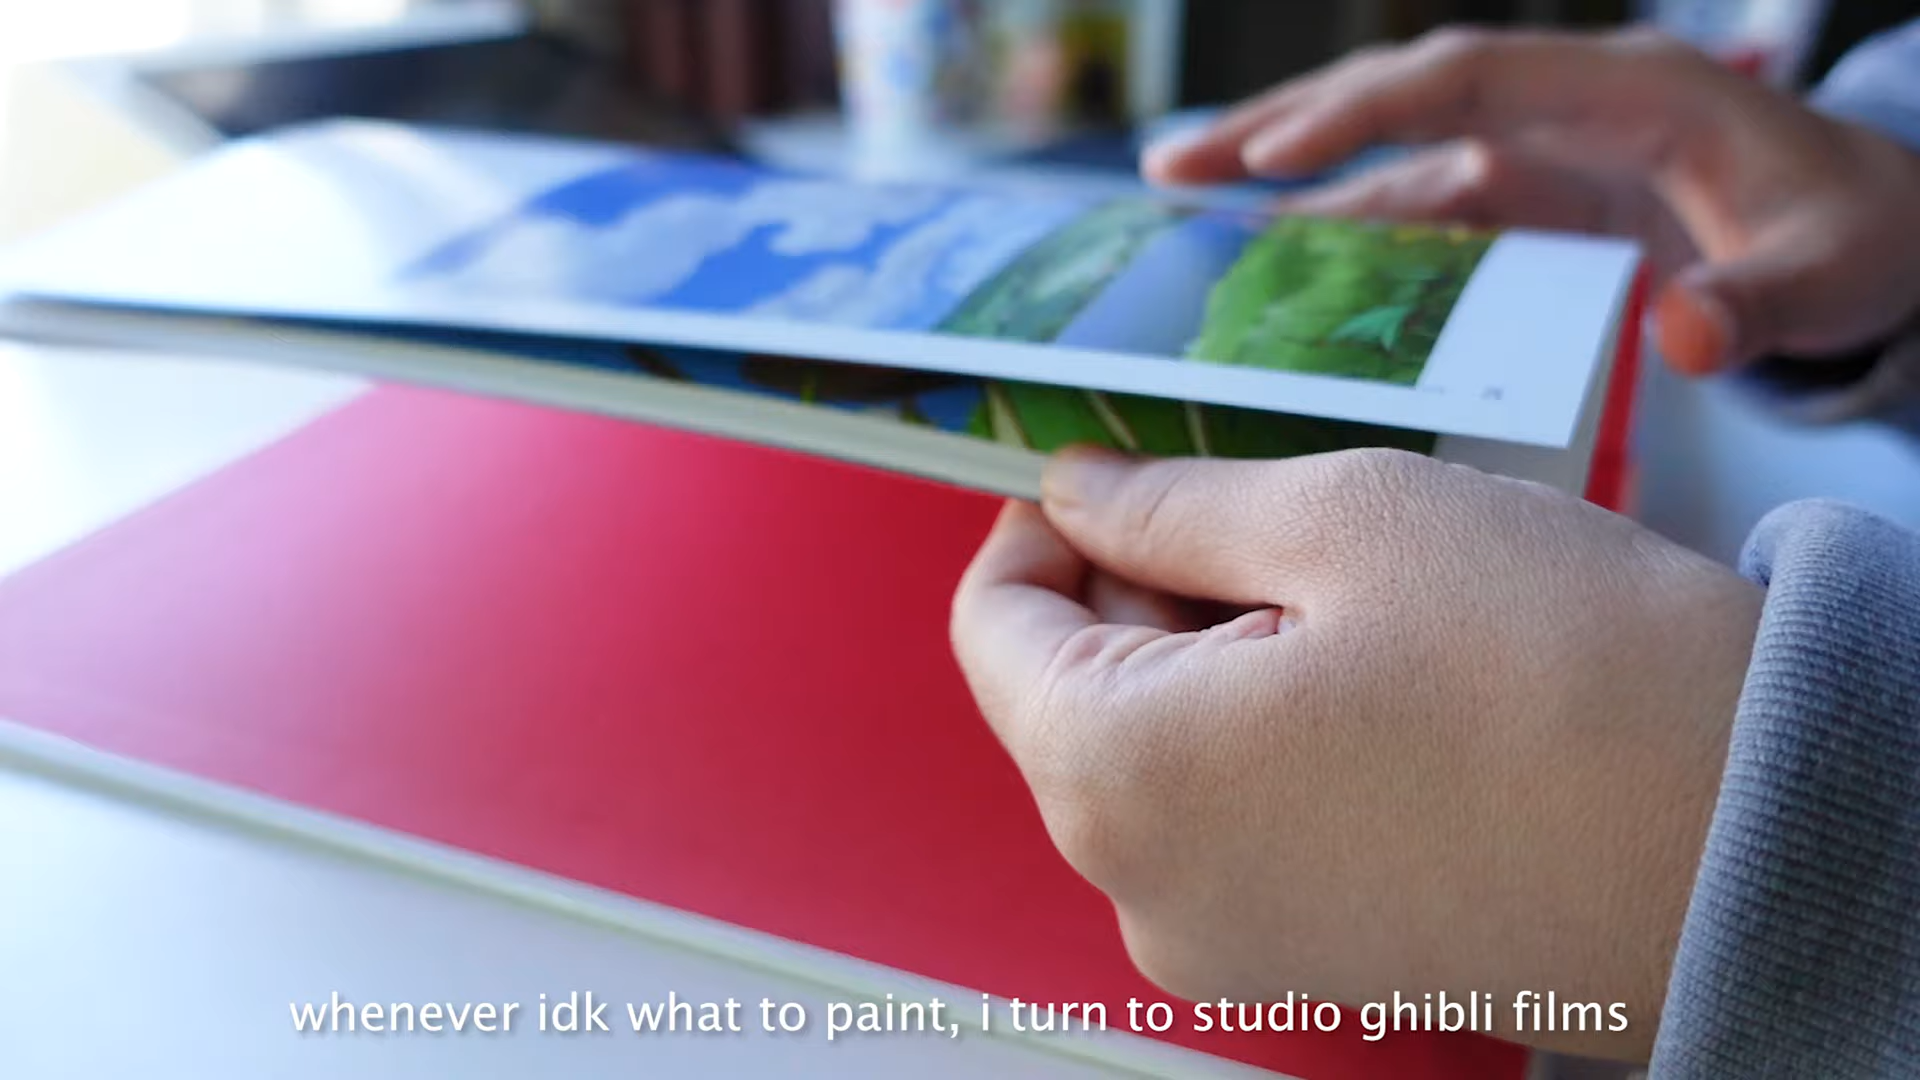 whenever idk what to paint, i turn to studio ghibli films